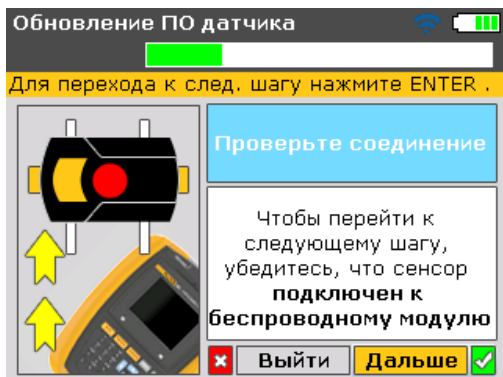 Обновление ПО датчика
Для перехода к след. шагу нажмите ENTER .
Проверьте соединение
Чтобы перейти к
следующему шагу,
убедитесь, что сенсор
подключен к
беспроводному модулю
Выйти
Дальше